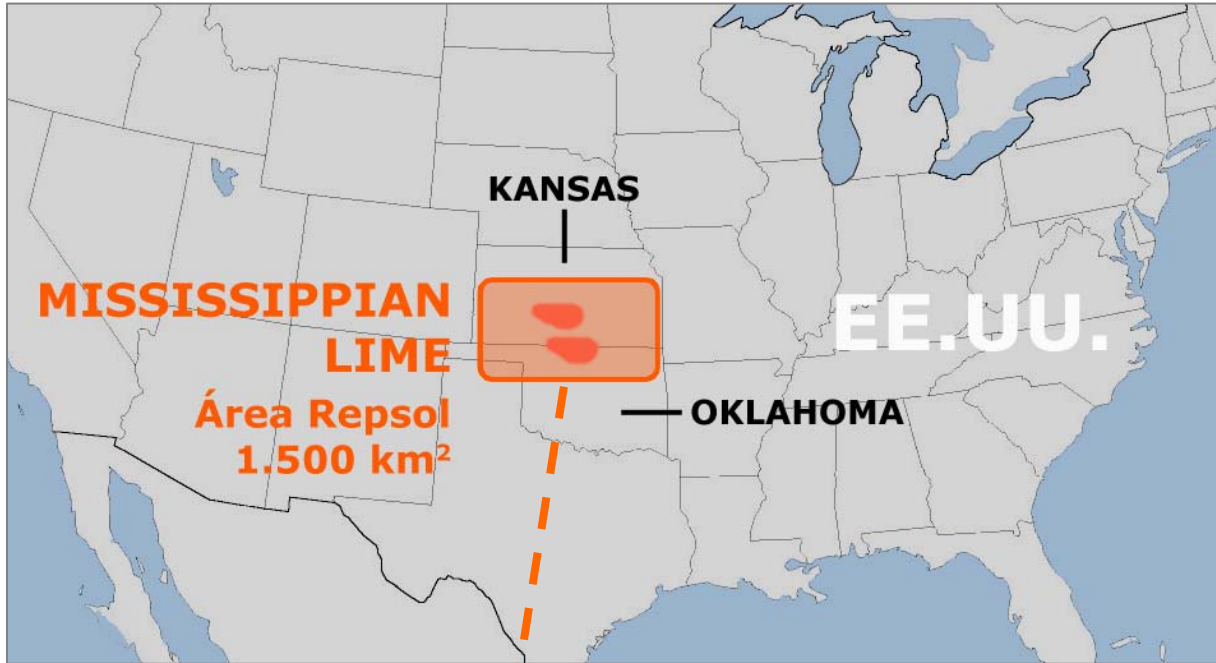 KANSAS
MISSISSIPPIAN
LIME
Área Repsol
1.500 km²
EE.UU.
OKLAHOMA